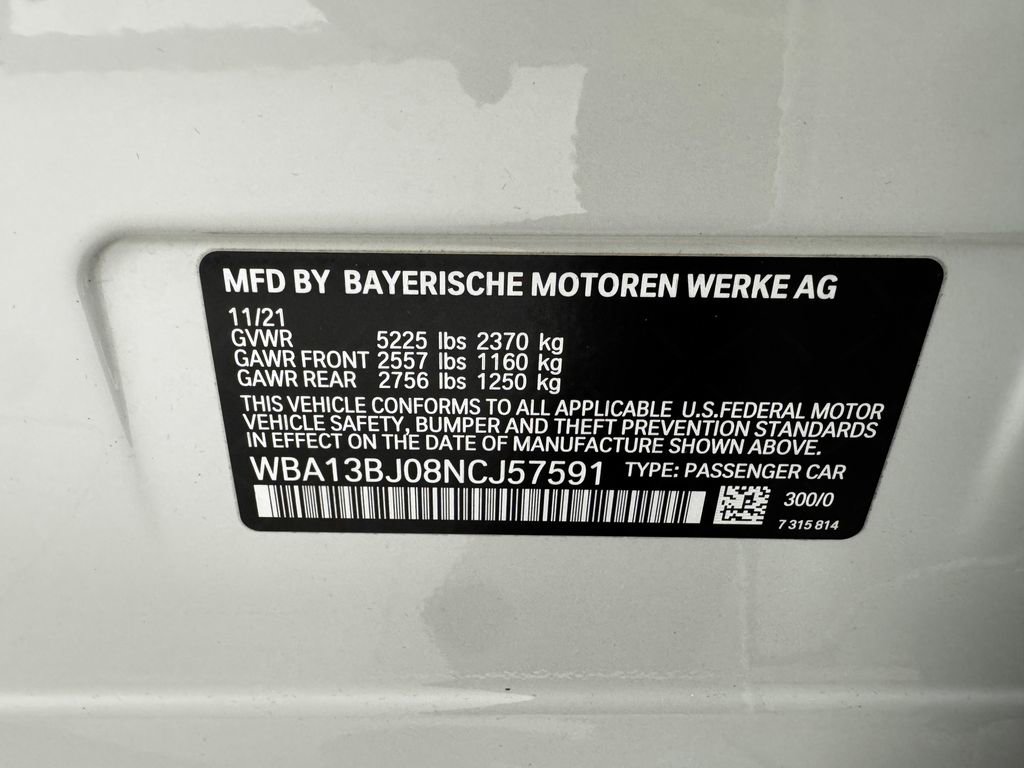 MFD BY BAYERISCHE MOTOREN WERKE AG
11/21
GVWR 5225 lbs 2370 kg
GAWR FRONT 2557 lbs 1160 kg
GAWR REAR 2756 lbs 1250 kg
THIS VEHICLE CONFORMS TO ALL APPLICABLE U.S.FEDERAL MOTOR
VEHICLE SAFETY, BUMPER AND THEFT PREVENTION STANDARDS
IN EFFECT ON THE DATE OF MANUFACTURE SHOWN ABOVE.
WBA13BJ08NCJ57591 TYPE: PASSENGER CAR
300/0
7 315 814